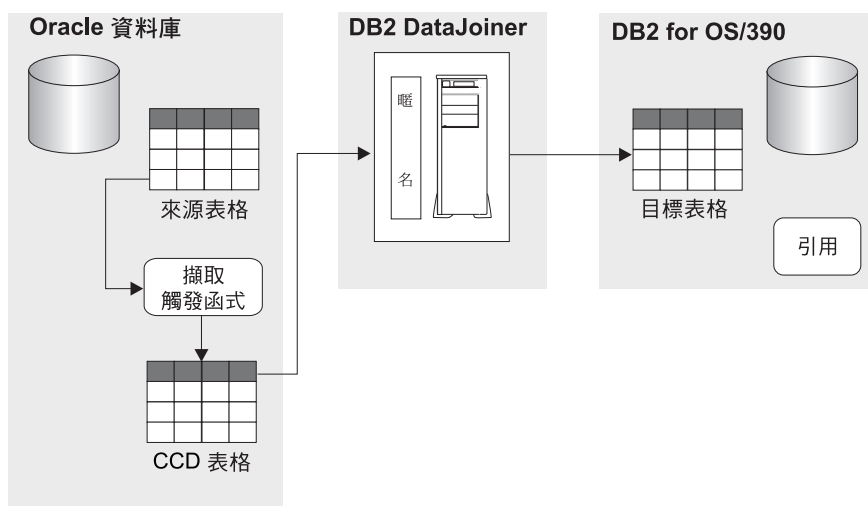 Oracle 資料庫
來源表格
擷取
觸發函式
CCD 表格
DB2 DataJoiner
暱
名
DB2 for OS/390
目標表格
引用